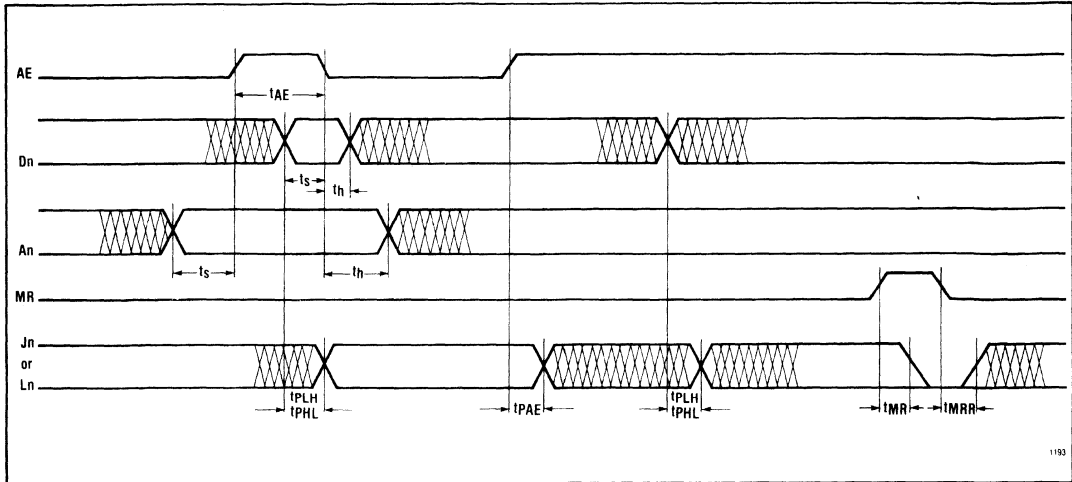 AE
tAE
Dn
ts
th
An
ts
th
MR
Jn
or
Ln
tPLH
tPHL
tPAE
tPLH
tPHL
tMR
tMRR
1193